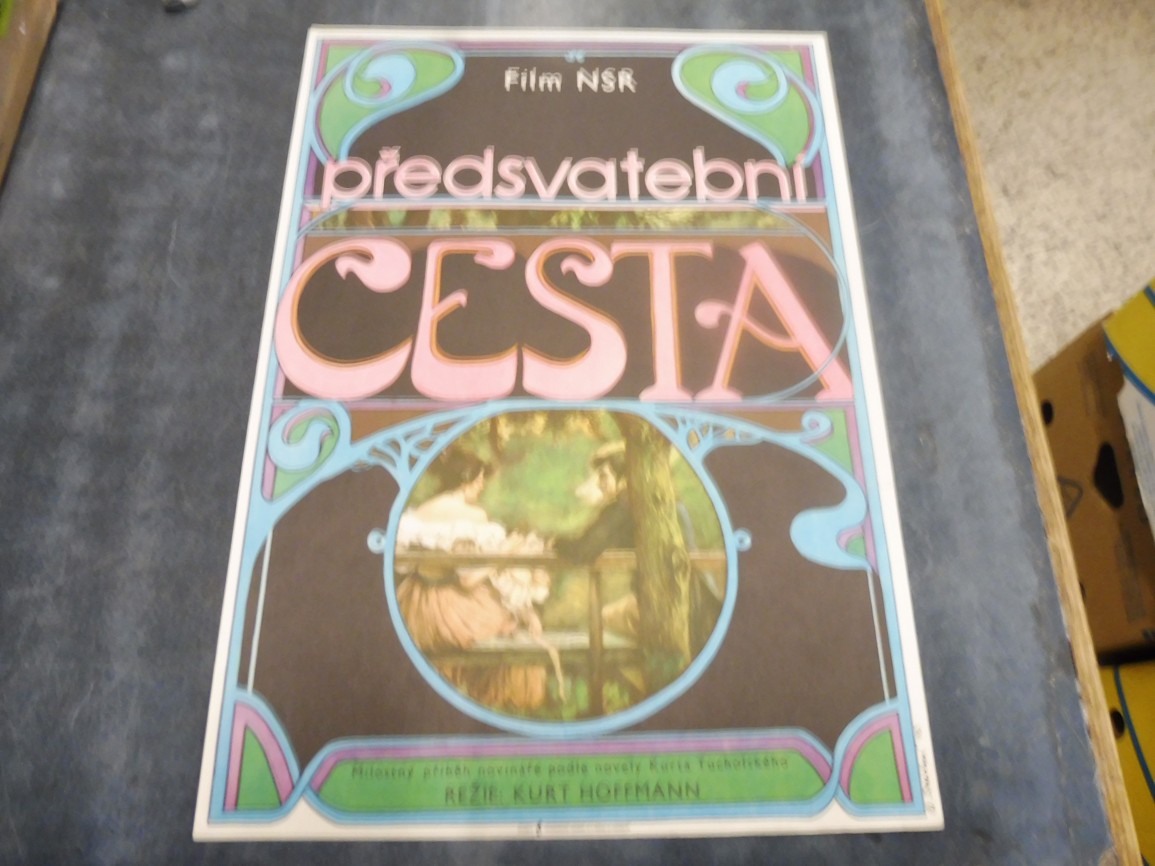 Film NSR
předsvatební
CESTA
Milostný příběh novináře podle novely Kurta Tucholského
REŽIE: KURT HOFFMANN